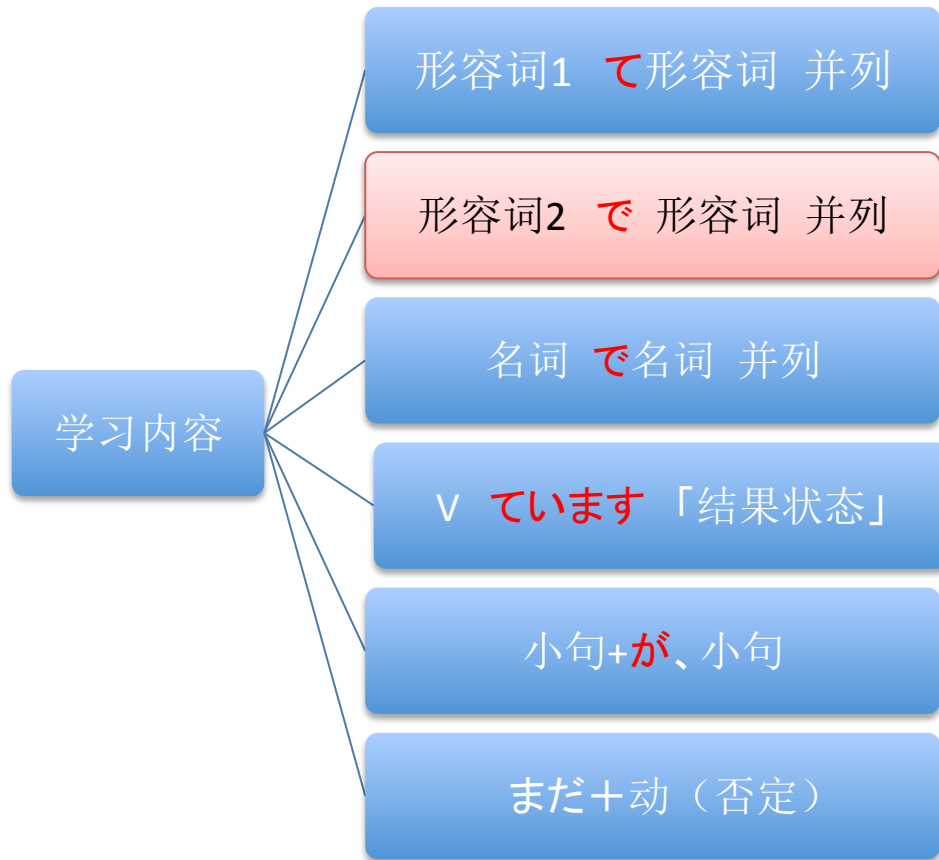 形容词1 て形容词 并列
形容词2 で 形容词 并列
名词 で名词 并列
学习内容
V ています「结果状态」
小句+が、小句
まだ＋动（否定）